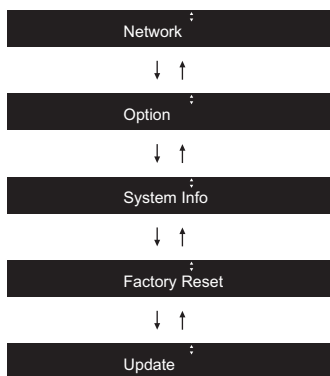 Network
Option
System Info
Factory Reset
Update